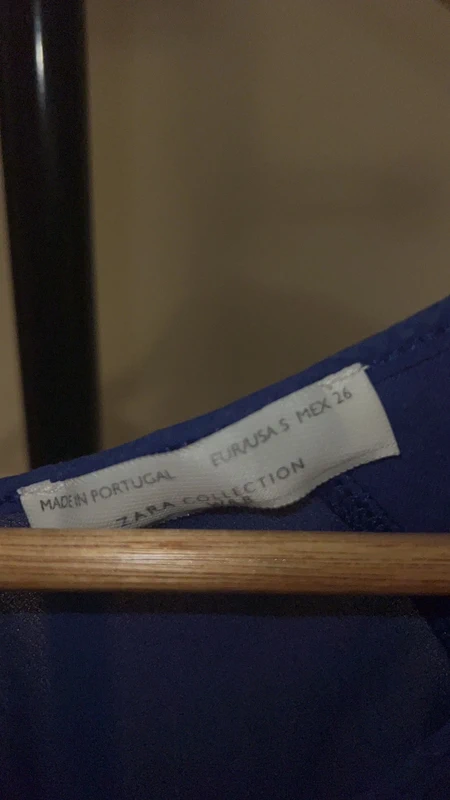 MADE IN PORTUGAL EUR/USA S MEX 26
ZARA COLLECTION